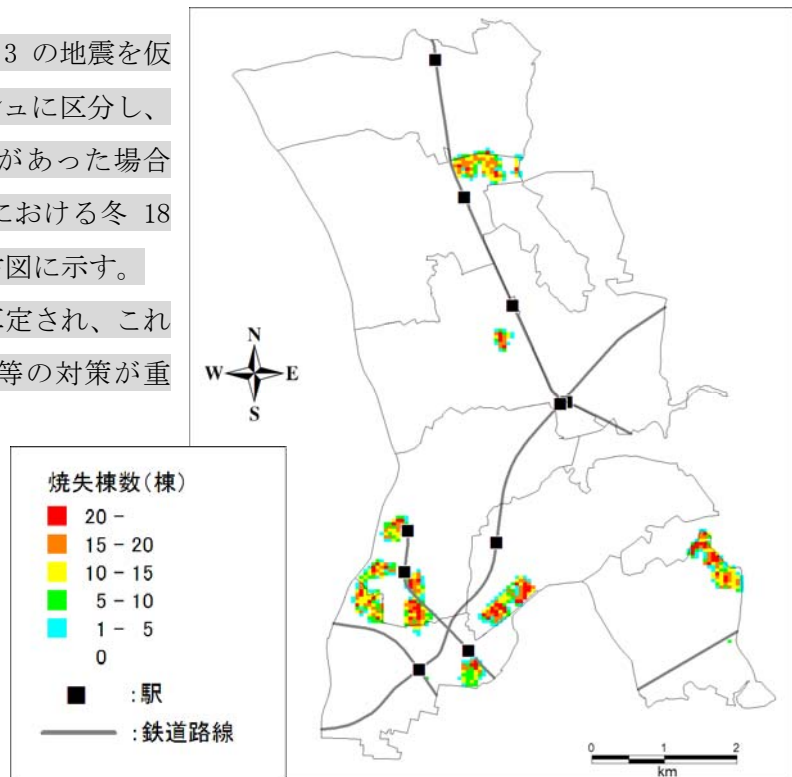 3 の地震を仮
ュに区分し、
があった場合
における冬 18
図に示す。
定され、これ
等の対策が重
N
W E
S
焼失棟数(棟)
20 -
15 - 20
10 - 15
5 - 10
1 - 5
0
:駅
:鉄道路線
0 1 2
km